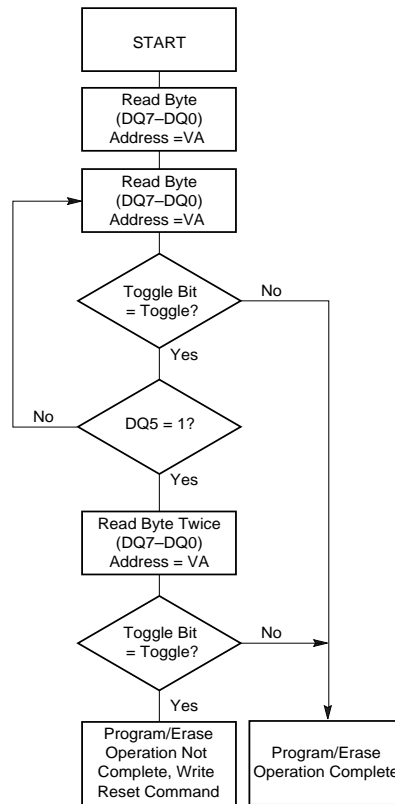 START
Read Byte
(DQ7–DQ0)
Address =VA
Read Byte
(DQ7–DQ0)
Address =VA
Toggle Bit
= Toggle?
No
Yes
No
DQ5 = 1?
Yes
Read Byte Twice
(DQ7–DQ0)
Address = VA
Toggle Bit
= Toggle?
No
Yes
Program/Erase
Operation Not
Complete, Write
Reset Command
Program/Erase
Operation Complete